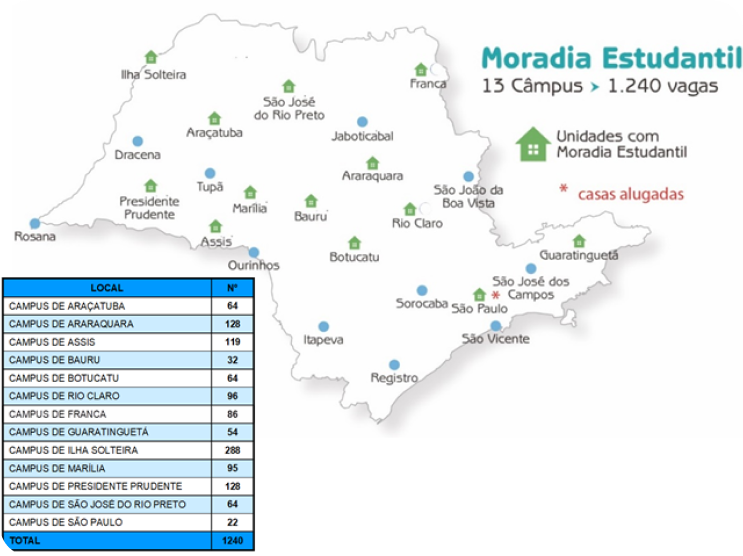 Moradia Estudantil
13 Câmpus > 1.240 vagas
Unidades com
Moradia Estudantil
* casas alugadas
Ilha Solteira
São José
do Rio Preto
Franca
Araçatuba
Jaboticabal
Dracena
Araraquara
Tupã
São João da
Boa Vista
Presidente
Prudente
Marília
Bauru
Rio Claro
Rosana
Assis
Botucatu
Guaratinguetá
Ourinhos
São José dos
Campos
Sorocaba
São Paulo
*
Itapeva
São Vicente
Registro
LOCAL Nº
CAMPUS DE ARAÇATUBA 64
CAMPUS DE ARARAQUARA 128
CAMPUS DE ASSIS 119
CAMPUS DE BAURU 32
CAMPUS DE BOTUCATU 64
CAMPUS DE RIO CLARO 96
CAMPUS DE FRANCA 86
CAMPUS DE GUARATINGUETÁ 54
CAMPUS DE ILHA SOLTEIRA 288
CAMPUS DE MARÍLIA 95
CAMPUS DE PRESIDENTE PRUDENTE 128
CAMPUS DE SÃO JOSÉ DO RIO PRETO 64
CAMPUS DE SÃO PAULO 22
TOTAL 1240